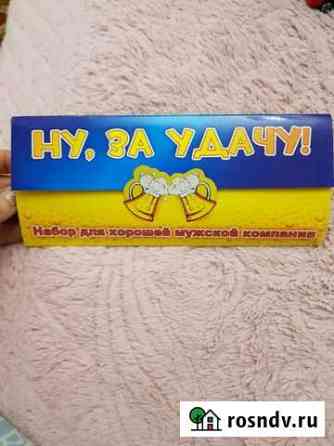 НУ, ЗА УДАЧУ!
Набор для хорошей мужской компании
rosndv.ru